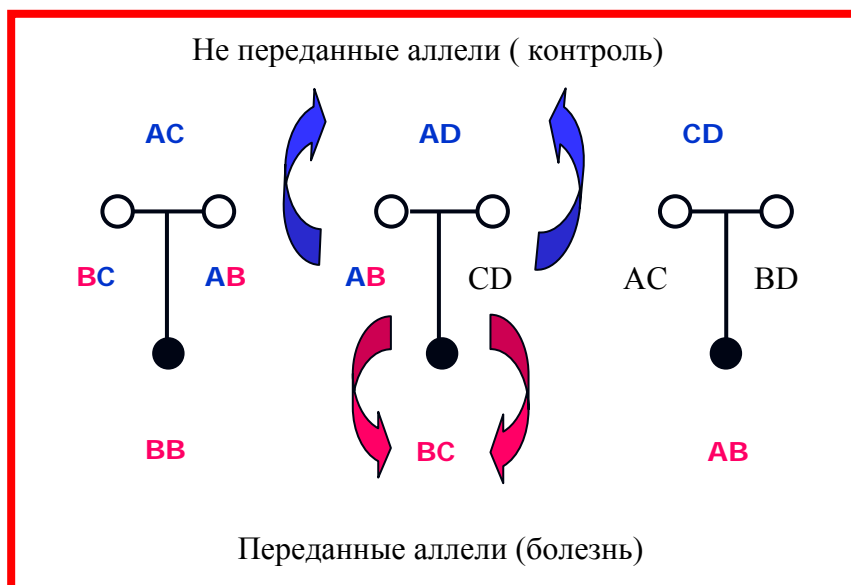 Не переданные аллели ( контроль)
AC AD CD
BC AB AB CD AC BD
BB BC AB
Переданные аллели (болезнь)